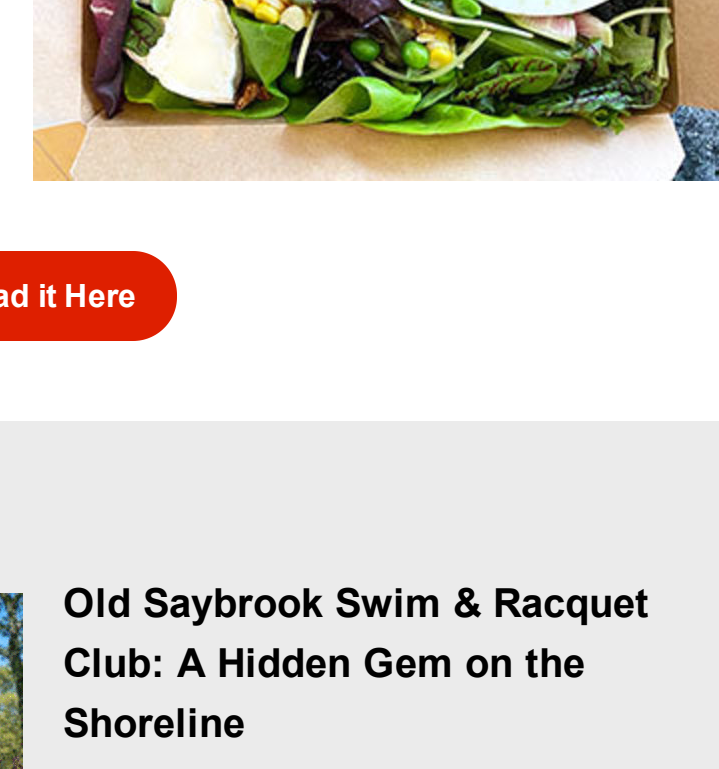 ad it Here
Old Saybrook Swim & Racquet
Club: A Hidden Gem on the
Shoreline